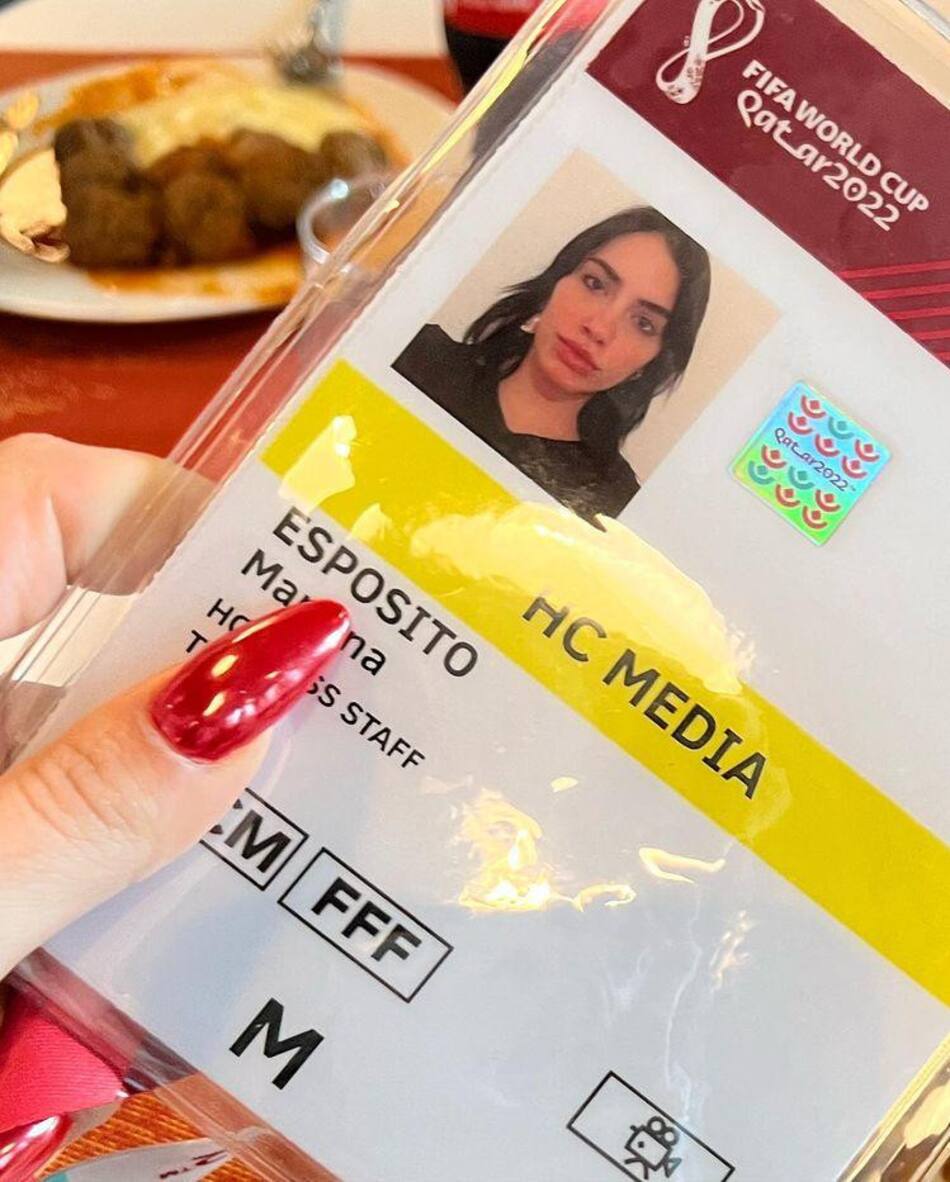 FIFA WORLD CUP
Qatar2022
Qatar2022
HC MEDIA
ESPOSITO
STAFF
FFF
M